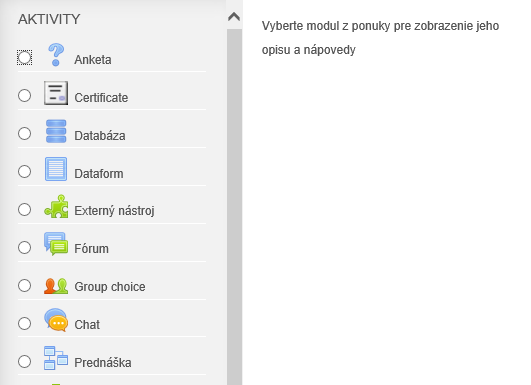 AKTIVITY
Anketa
Certificate
Databáza
Dataform
Externý nástroj
Fórum
Group choice
Chat
Prednáška
Vyberte modul z ponuky pre zobrazenie jeho
opisu a nápovedy